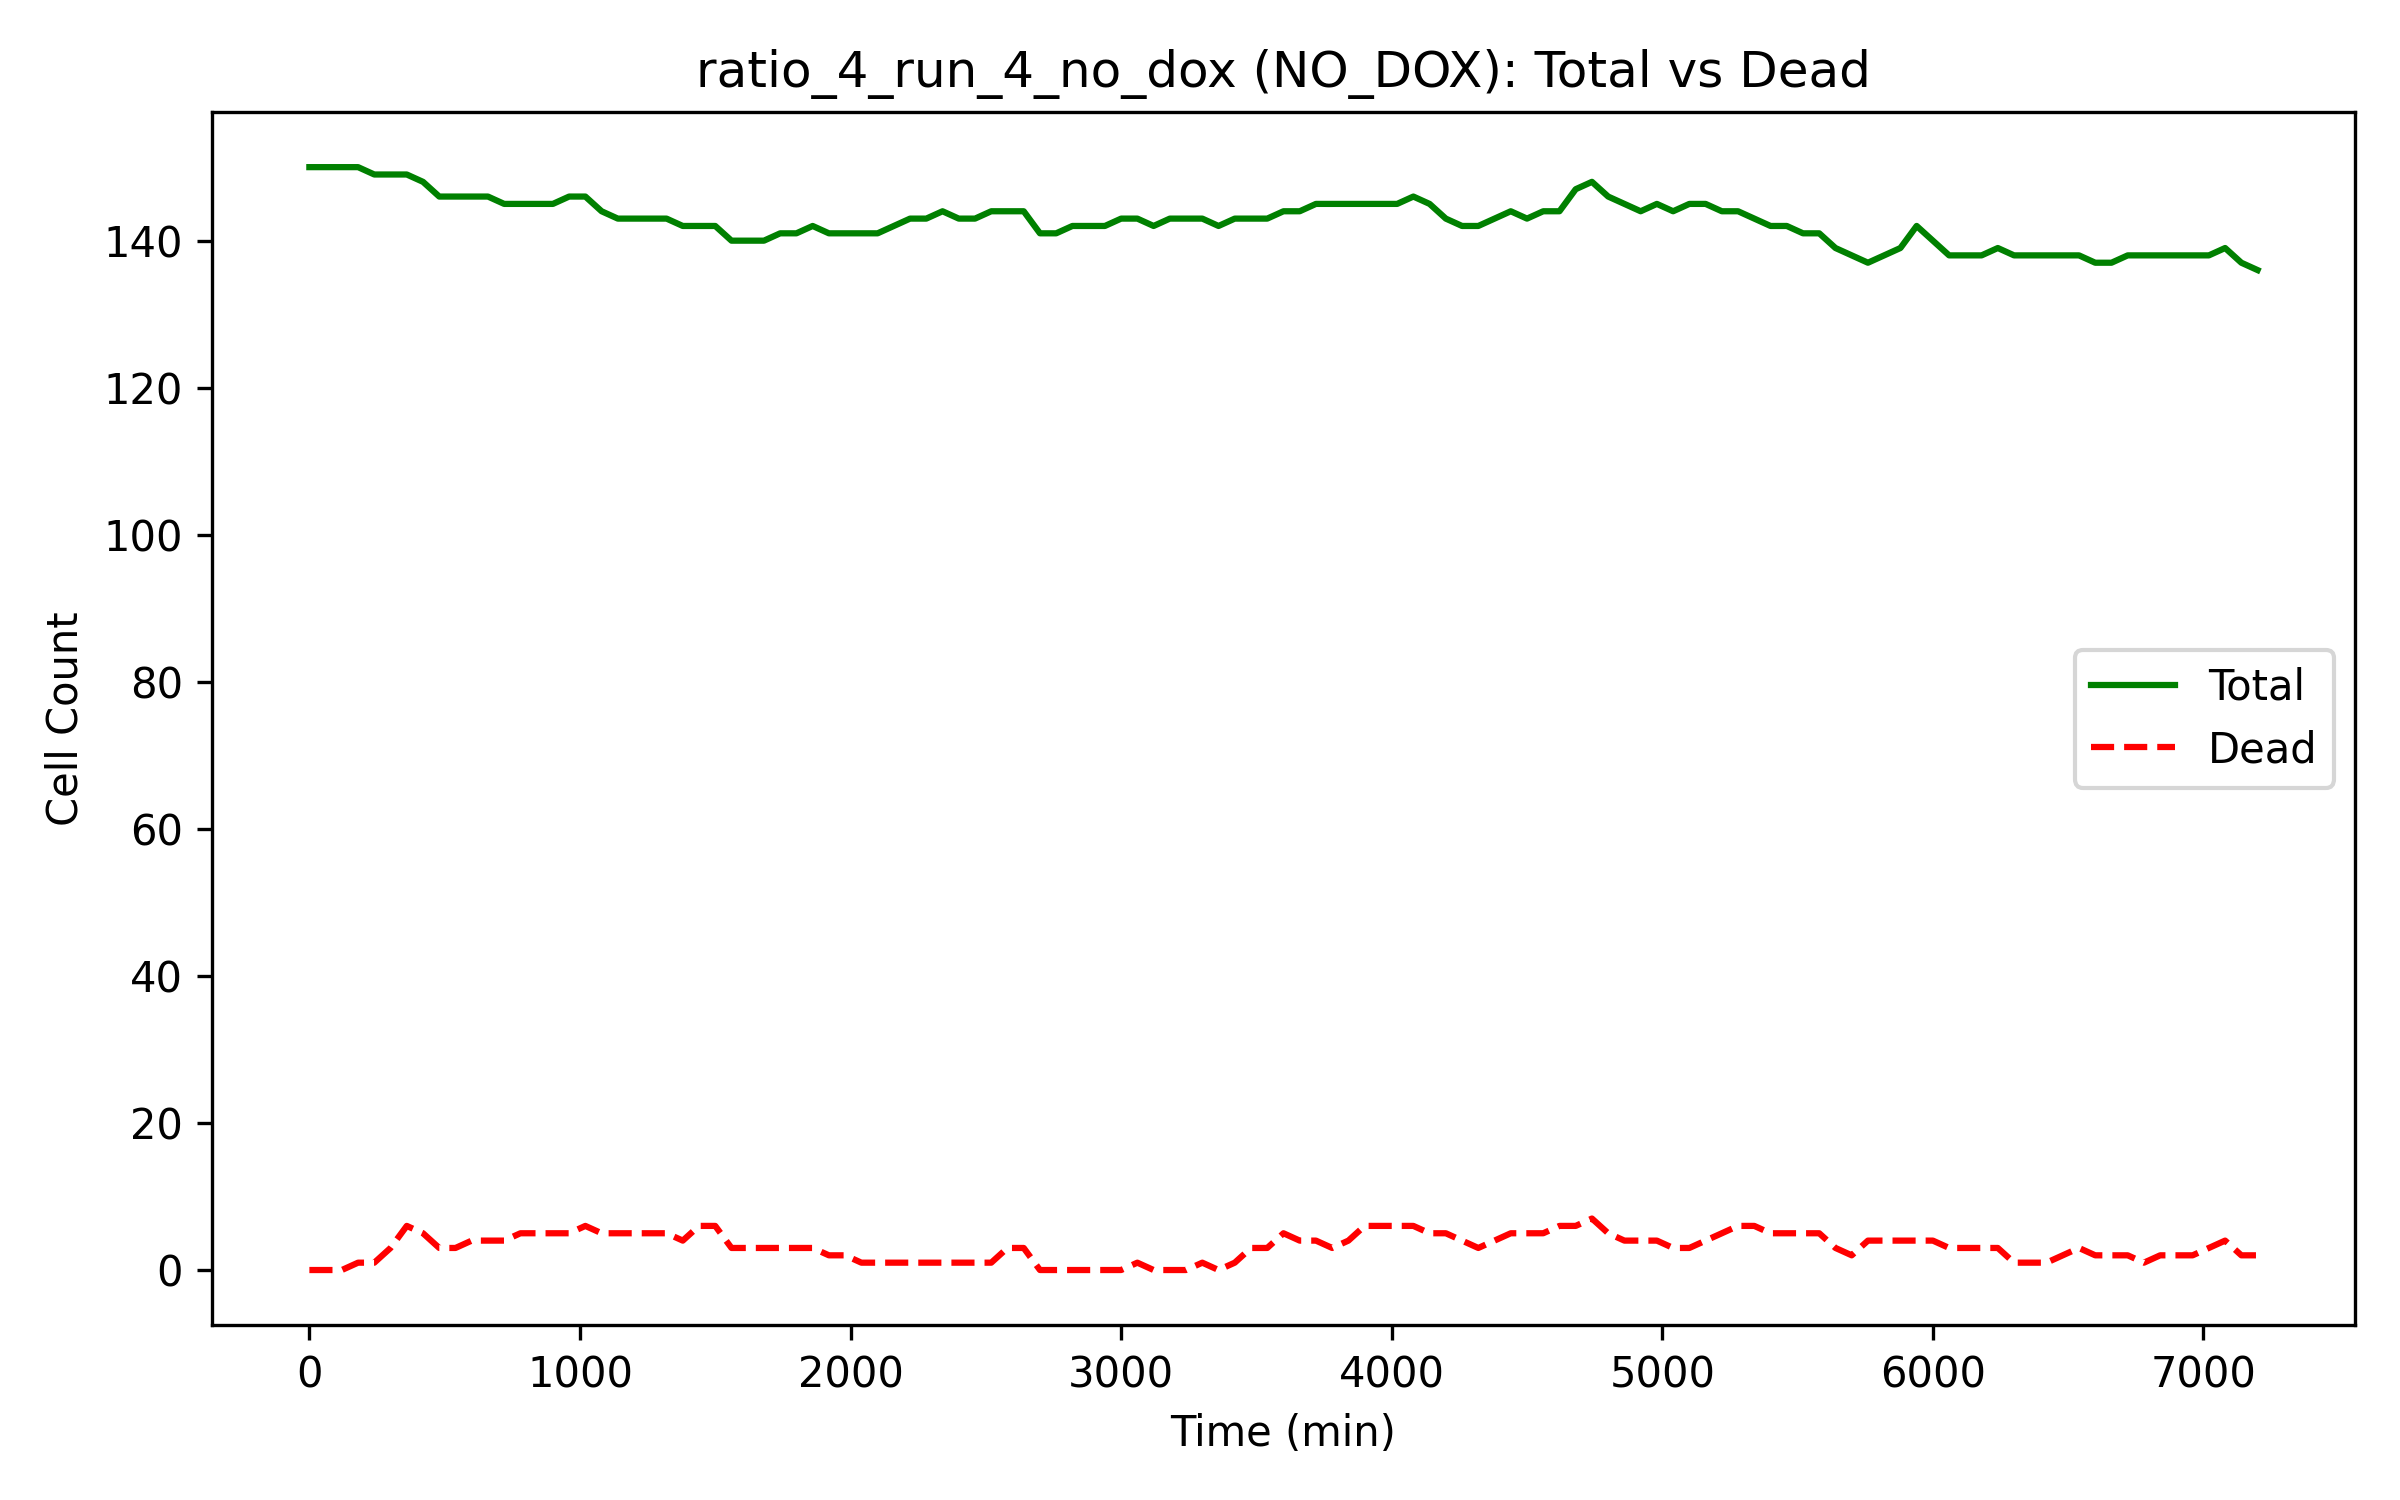 ratio_4_run_4_no_dox (NO_DOX): Total vs Dead
Cell Count
140
120
100
80
60
40
20
0
Total
Dead
0 1000 2000 3000 4000 5000 6000 7000
Time (min)